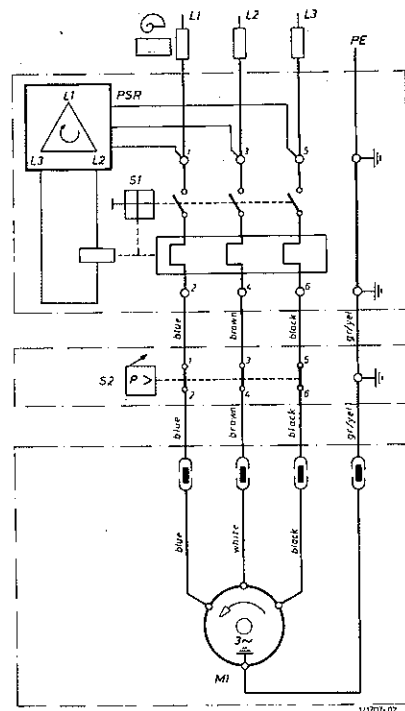 L1
L2
L3
PE
PSR
L1
L3
L2
1
3
5
S1
2
4
6
blue
brown
black
gr/yel
S2
P >
1
3
5
2
4
6
blue
brown
black
gr/yel
blue
white
black
3~
M1